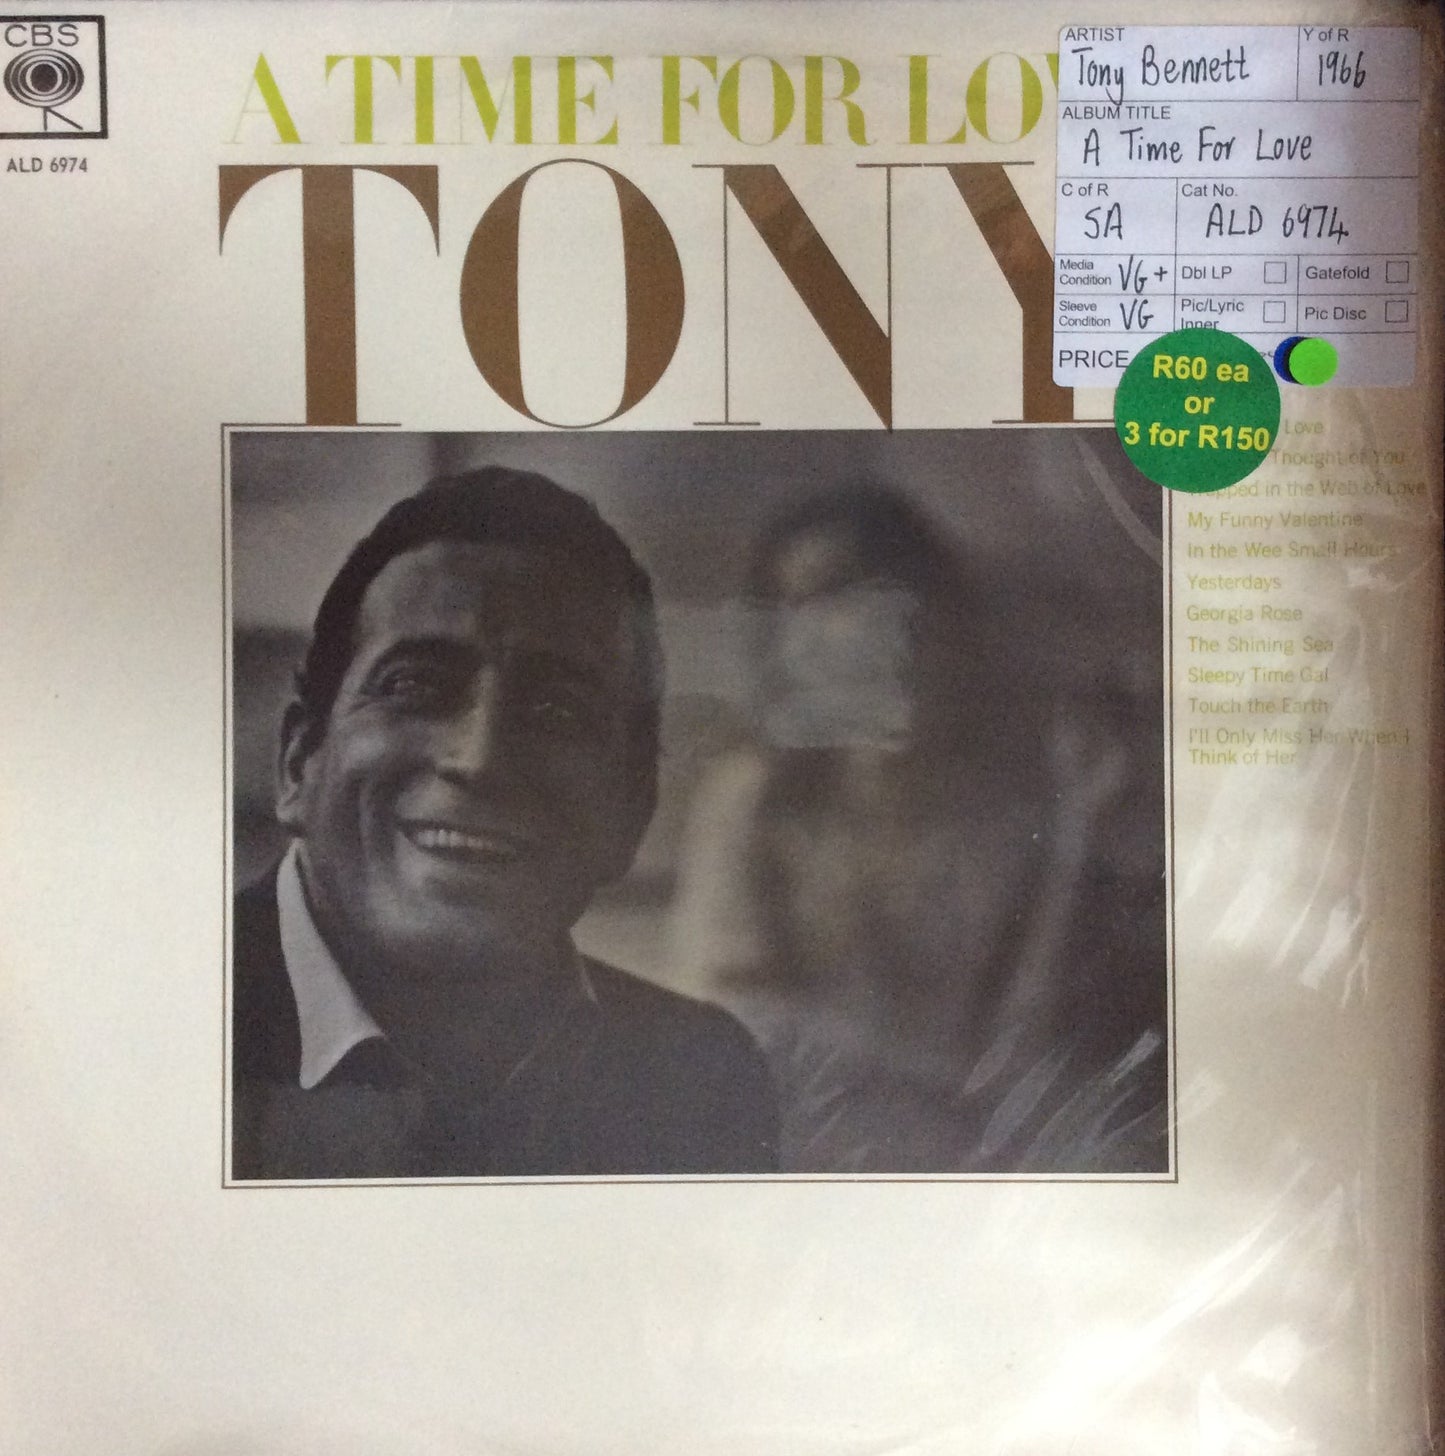 CBS
ALD 6974
A TIME FOR LOV
TONY
ARTIST
Tony Bennett
Y of R
1966
ALBUM TITLE
A Time For Love
C of R
SA
Cat No.
ALD 6974
Media Condition VG+
Dbl LP
Gatefold
Sleeve Condition VG
Pic/Lyric Inner
Pic Disc
PRICE
R60 ea
or
3 for R150
Love
Thought of You
in the Web of Love
My Funny Valentine
In the Wee Small Hours
Yesterdays
Georgia Rose
The Shining Sea
Sleepy Time Gal
Touch the Earth
I'll Only Miss Her When I
Think of Her